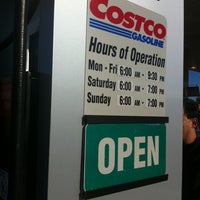 COSTCO
GASOLINE
Hours of Operation
Mon - Fri 6:00 AM - 9:30 PM
Saturday 6:00 AM - 7:00 PM
Sunday 6:00 AM - 7:00 PM
OPEN